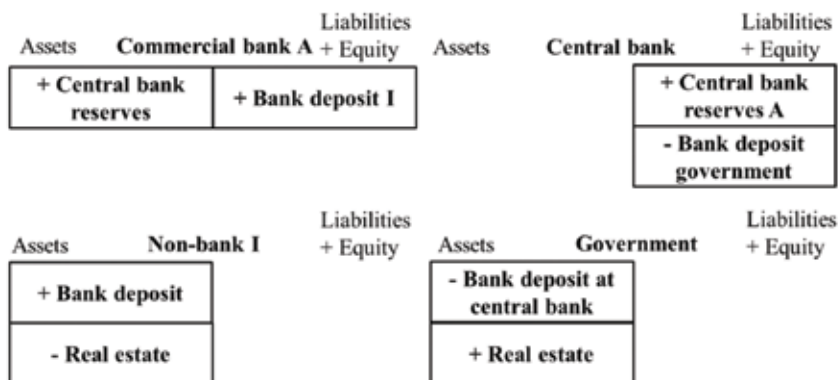 Assets Commercial bank A Liabilities + Equity
+ Central bank reserves
+ Bank deposit I
Assets Central bank Liabilities + Equity
+ Central bank reserves A
- Bank deposit government
Assets Non-bank I Liabilities + Equity
+ Bank deposit
- Real estate
Assets Government Liabilities + Equity
- Bank deposit at central bank
+ Real estate